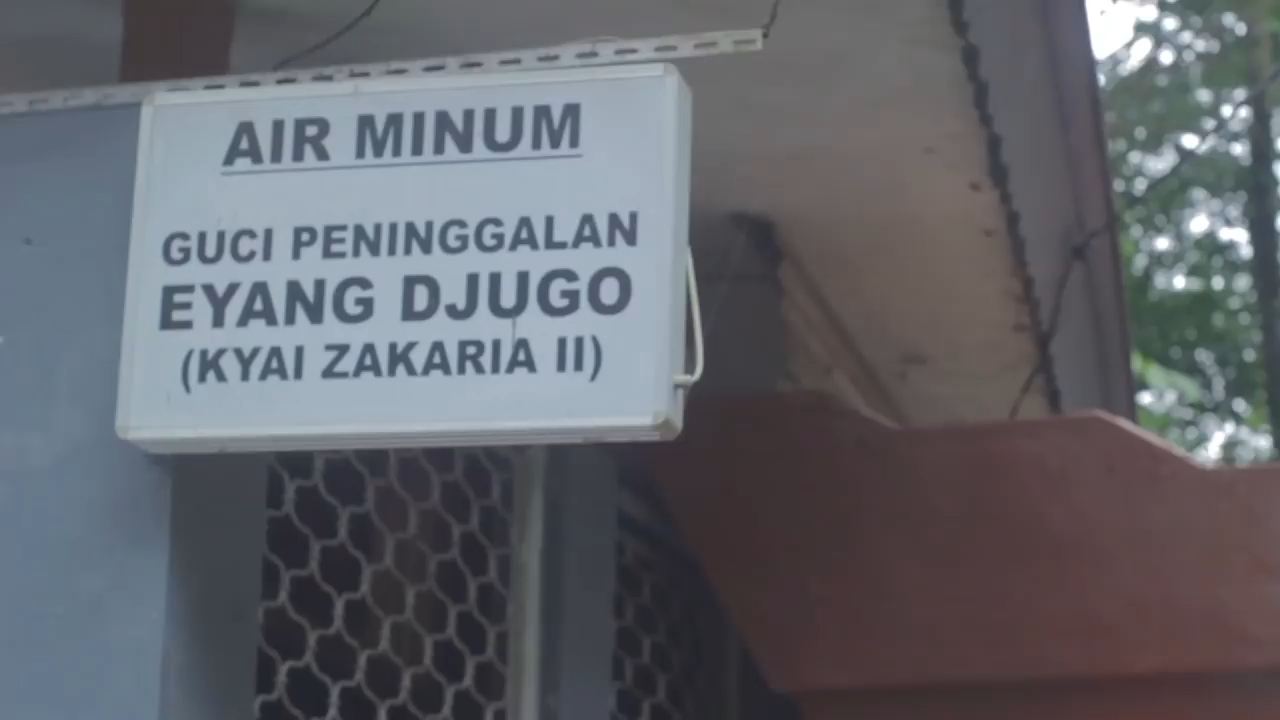 AIR MINUM
GUCI PENINGGALAN
EYANG DJUGO
(KYAI ZAKARIA II)